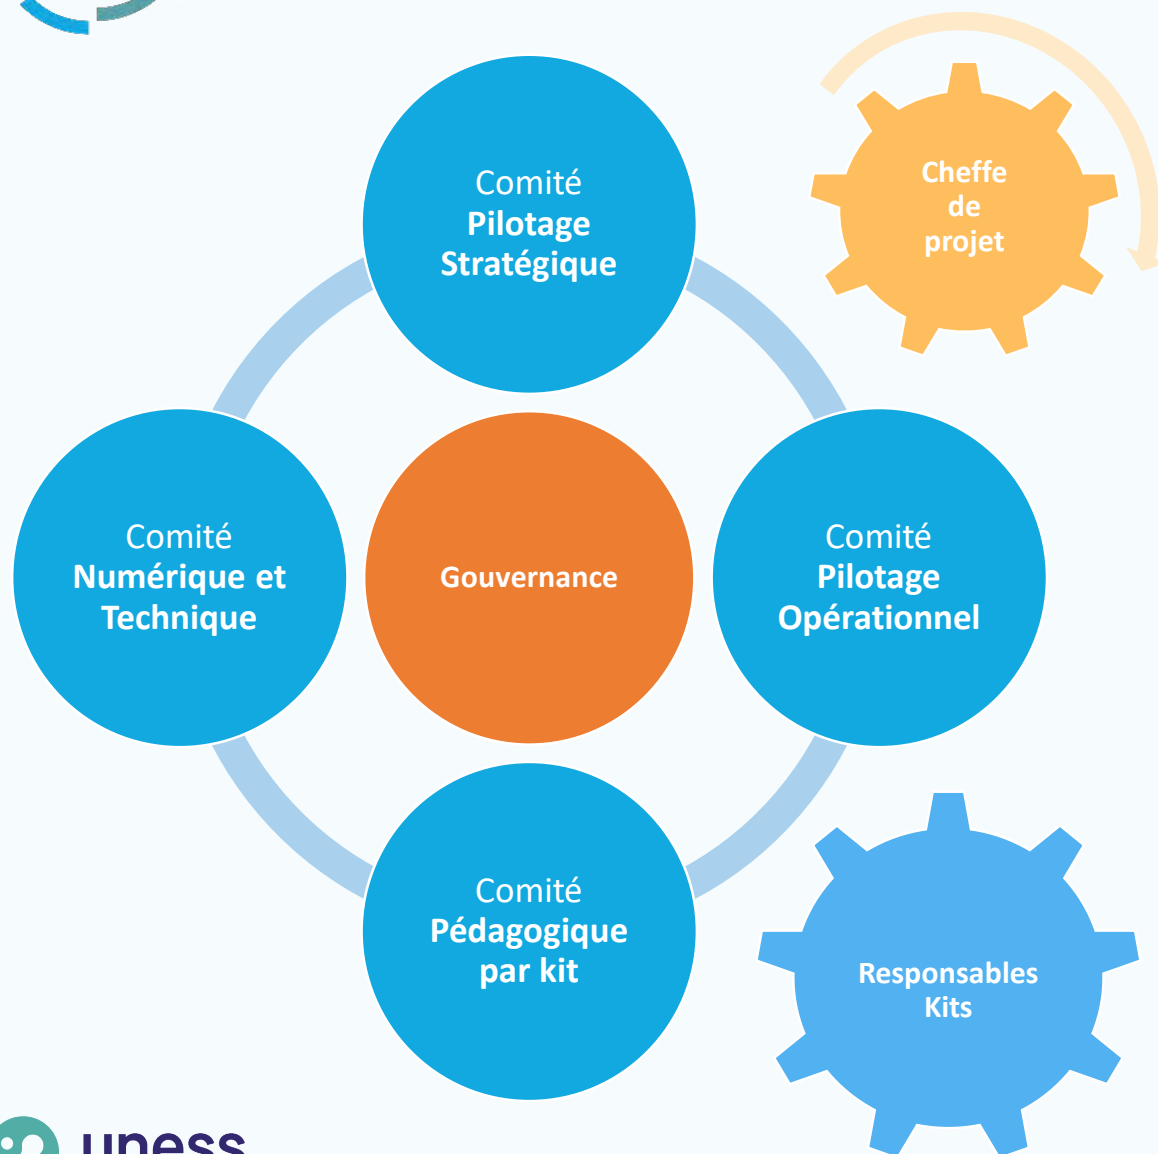 Comité
Pilotage
Stratégique
Cheffe
de
projet
Comité
Numérique et
Technique
Gouvernance
Comité
Pilotage
Opérationnel
Comité
Pédagogique
par kit
Responsables
Kits
uness